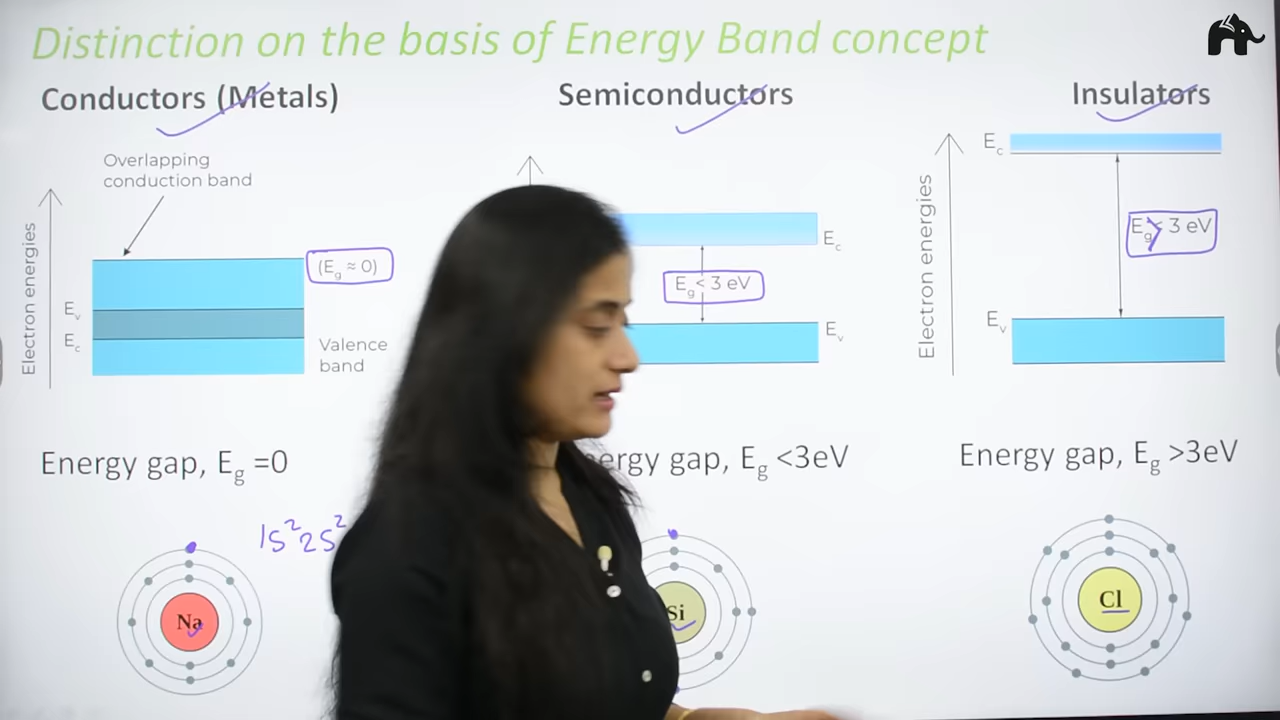 Distinction on the basis of Energy Band concept
Conductors (Metals)
Overlapping
conduction band
Electron energies
(Eg ≈ 0)
Ev
Ec
Valence
band
Energy gap, Eg =0
1s²2s²
Na
Semiconductors
Ec
Eg < 3 eV
Ev
ergy gap, Eg <3eV
Si
Insulators
Ec
Electron energies
Eg > 3 eV
Ev
Energy gap, Eg >3eV
Cl